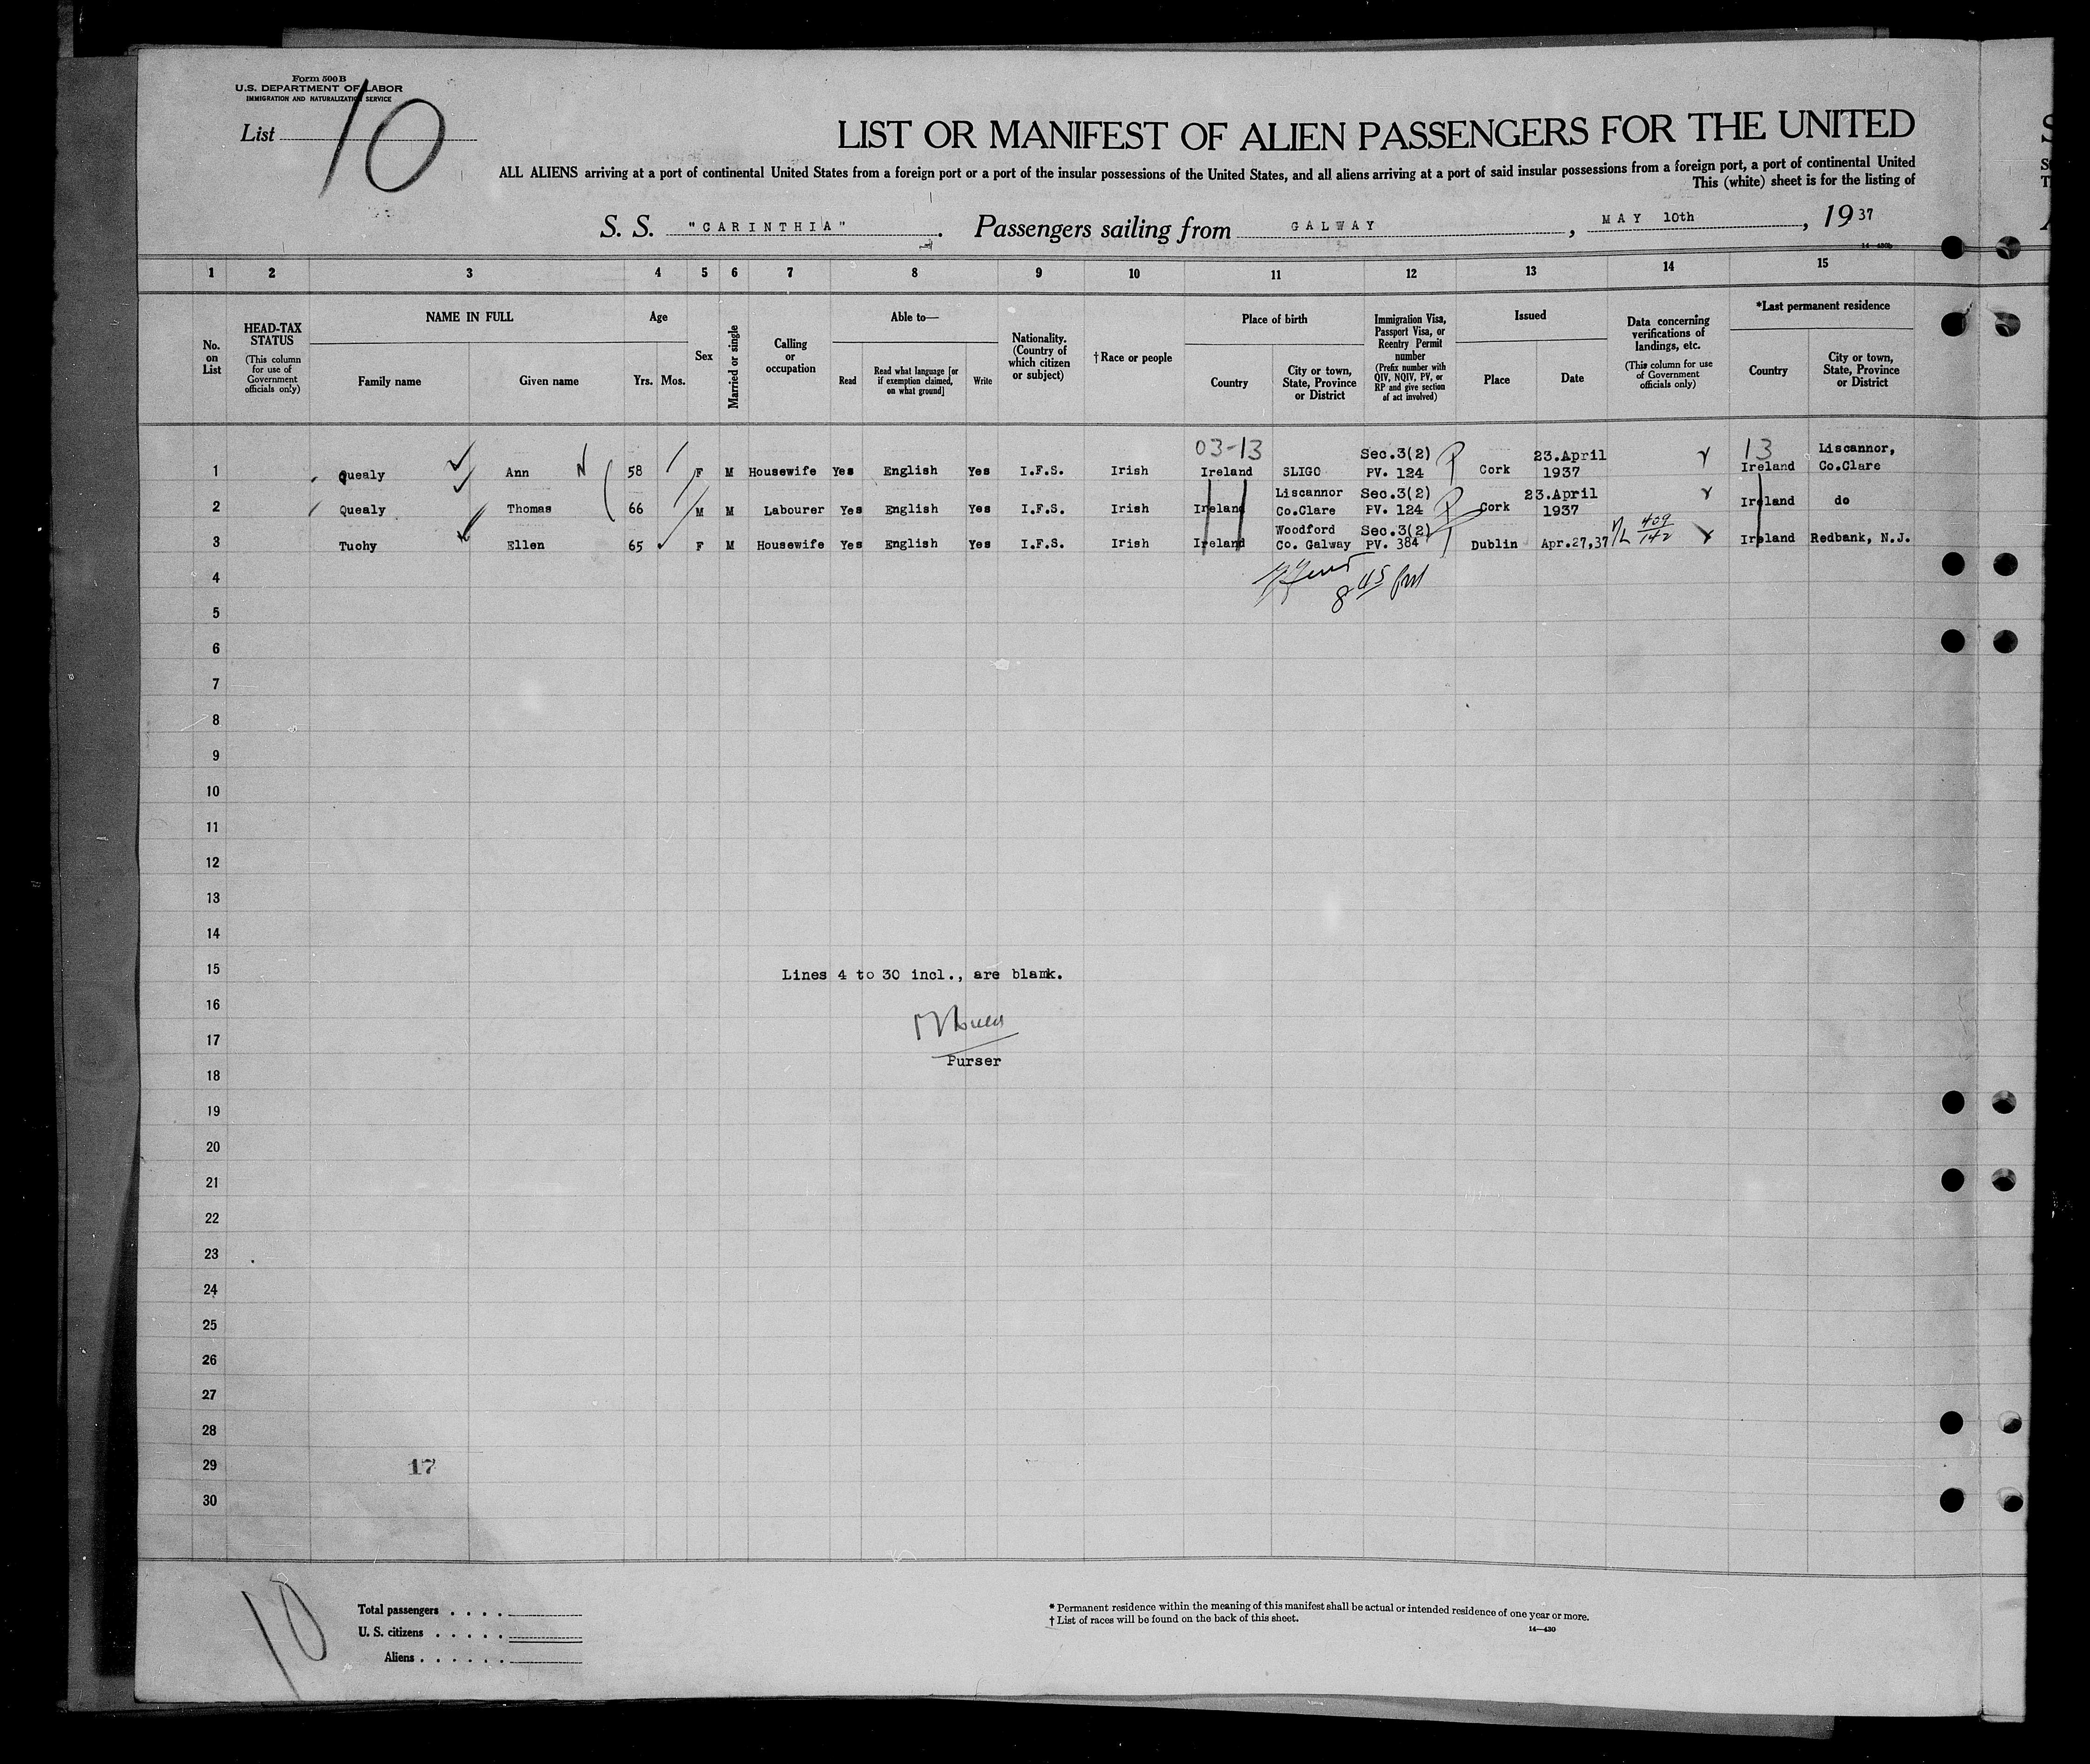 Form 500 B
U.S. DEPARTMENT OF LABOR
IMMIGRATION AND NATURALIZATION SERVICE
List 10
LIST OR MANIFEST OF ALIEN PASSENGERS FOR THE UNITED
ALL ALIENS arriving at a port of continental United States from a foreign port or a port of the insular possessions of the United States, and all aliens arriving at a port of said insular possessions from a foreign port, a port of continental United
This (white) sheet is for the listing of
S. S. "CARINTHIA". Passengers sailing from GALWAY, MAY 10th, 1937
1 2 3 4 5 6 7 8 9 10 11 12 13 14 15
No. on List
HEAD-TAX STATUS (This column for use of Government officials only)
NAME IN FULL Family name Given name
Age Yrs. Mos.
Sex
Married or single
Calling or occupation
Able to— Read Read what language [or if exemption claimed, on what ground] Write
Nationality. (Country of which citizen or subject)
†Race or people
Place of birth Country City or town, State, Province or District
Immigration Visa, Passport Visa, or Reentry Permit number (Prefix number with QIV, NQIV, PV, or RP and give section of act involved)
Issued Place Date
Data concerning verifications of landings, etc. (This column for use of Government officials only)
*Last permanent residence Country City or town, State, Province or District
03-13 13
1 Quealy Ann N 58 F M Housewife Yes English Yes I.F.S. Irish Ireland SLIGO Sec.3(2) PV. 124 Cork 23.April 1937 Ireland Liscannor, Co.Clare
2 Quealy Thomas 66 M M Labourer Yes English Yes I.F.S. Irish Ireland Liscannor Co.Clare Sec.3(2) PV. 124 Cork 23.April 1937 Ireland do
3 Tuohy Ellen 65 F M Housewife Yes English Yes I.F.S. Irish Ireland Woodford Co. Galway Sec.3(2) PV. 384 Dublin Apr.27,37 409/142 Ireland Redbank, N.J.
4
8 45
5
6
7
8
9
10
11
12
13
14
15
Lines 4 to 30 incl., are blank.
16
17
Purser
18
19
20
21
22
23
24
25
26
27
28
29
17
30
10
Total passengers . . . .
U. S. citizens . . . . .
Aliens . . . . . .
* Permanent residence within the meaning of this manifest shall be actual or intended residence of one year or more.
† List of races will be found on the back of this sheet.
14—430